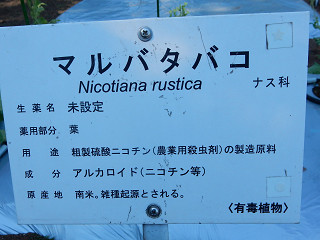 マルバタバコ
Nicotiana rustica ナス科
生薬名 未設定
薬用部分 葉
用途 粗製硫酸ニコチン(農業用殺虫剤)の製造原料
成分 アルカロイド(ニコチン等)
原産地 南米。雑種起源とされる。
〈有毒植物〉